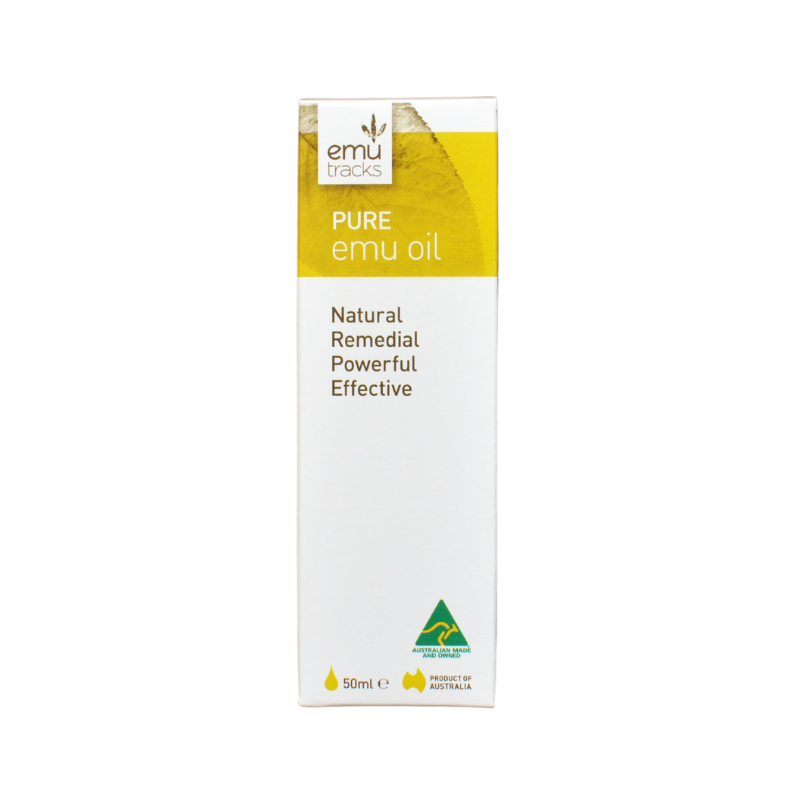 emu
tracks
PURE
emu oil
Natural
Remedial
Powerful
Effective
AUSTRALIAN MADE
AND OWNED
50ml ℮
PRODUCT OF
AUSTRALIA